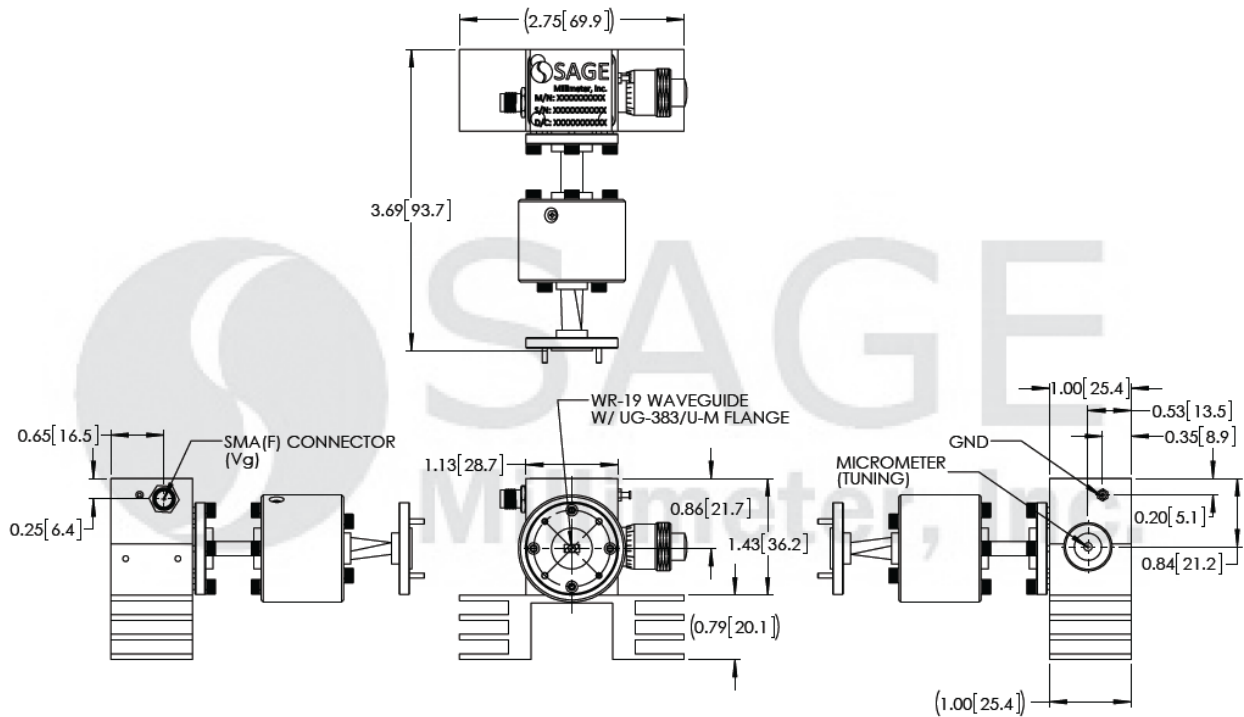 (2.75[69.9])
SAGE
Millimeter, Inc.
M/N: XXXXXXXXXX
S/N: XXXXXXXXXXX
D/C: XXXXXXXXXXX
3.69[93.7]
SAGE
Millimeter, Inc.
WR-19 WAVEGUIDE
W/ UG-383/U-M FLANGE
0.65[16.5]
SMA(F) CONNECTOR
(Vg)
0.25[6.4]
1.13[28.7]
0.86[21.7]
1.43[36.2]
(0.79[20.1])
1.00[25.4]
0.53[13.5]
0.35[8.9]
GND
MICROMETER
(TUNING)
0.20[5.1]
0.84[21.2]
(1.00[25.4])